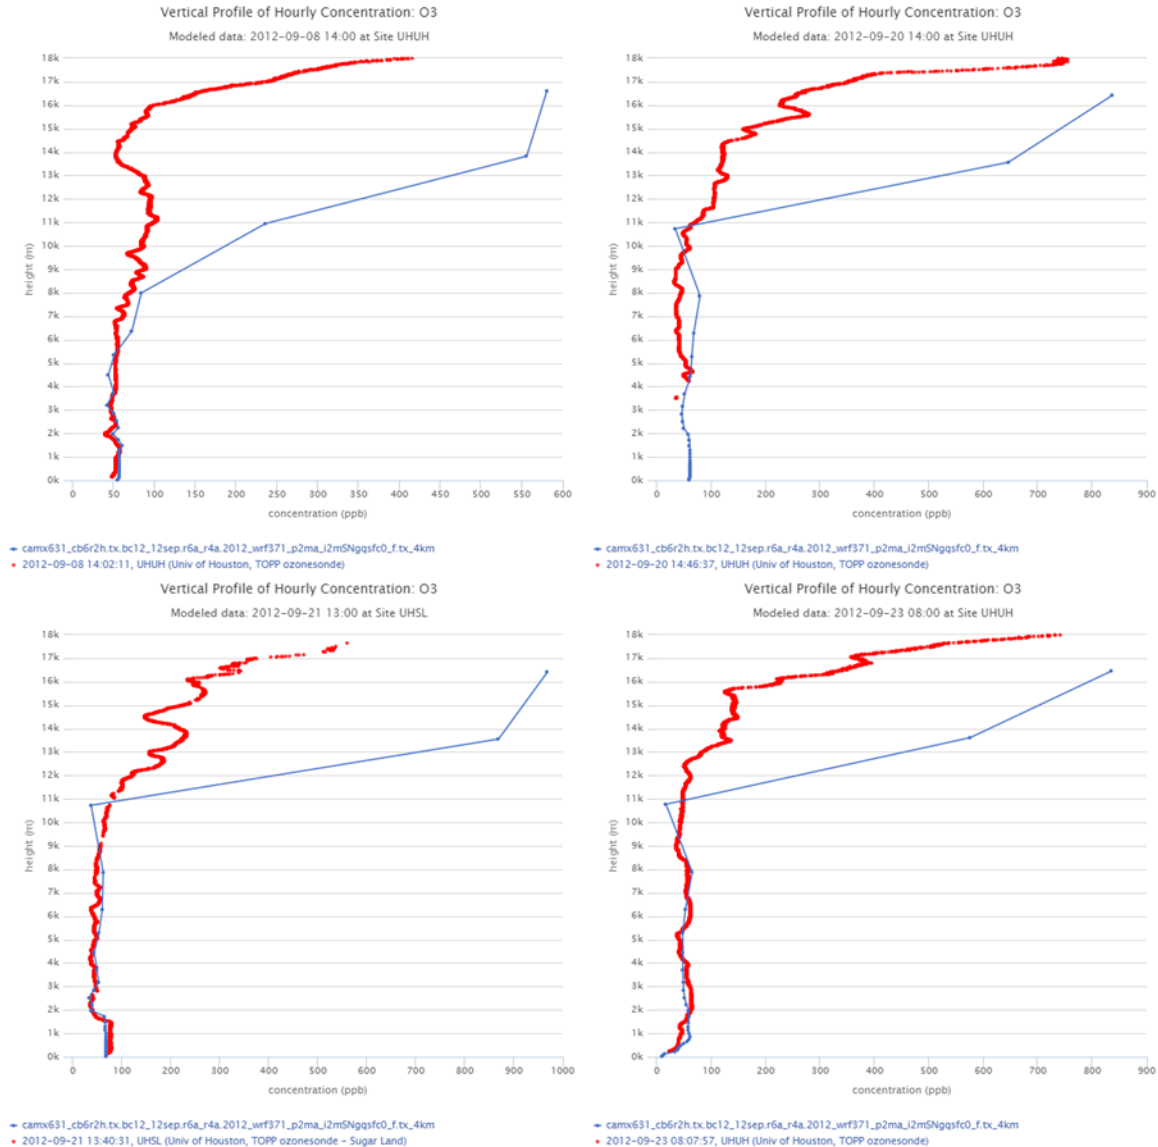 Vertical Profile of Hourly Concentration: O3
Modeled data: 2012-09-08 14:00 at Site UHUH
18k
17k
16k
15k
14k
13k
12k
11k
10k
9k
8k
7k
6k
5k
4k
3k
2k
1k
0k
height (m)
0 50 100 150 200 250 300 350 400 450 500 550 600
concentration (ppb)
camx631_cb6r2h.tx.bc12_12sep.r6a_r4a.2012_wrf371_p2ma_i2mSNgqsfc0_f.tx_4km
2012-09-08 14:02:11, UHUH (Univ of Houston, TOPP ozonesonde)
Vertical Profile of Hourly Concentration: O3
Modeled data: 2012-09-20 14:00 at Site UHUH
18k
17k
16k
15k
14k
13k
12k
11k
10k
9k
8k
7k
6k
5k
4k
3k
2k
1k
0k
height (m)
0 100 200 300 400 500 600 700 800 900
concentration (ppb)
camx631_cb6r2h.tx.bc12_12sep.r6a_r4a.2012_wrf371_p2ma_i2mSNgqsfc0_f.tx_4km
2012-09-20 14:46:37, UHUH (Univ of Houston, TOPP ozonesonde)
Vertical Profile of Hourly Concentration: O3
Modeled data: 2012-09-21 13:00 at Site UHSL
18k
17k
16k
15k
14k
13k
12k
11k
10k
9k
8k
7k
6k
5k
4k
3k
2k
1k
0k
height (m)
0 100 200 300 400 500 600 700 800 900 1000
concentration (ppb)
camx631_cb6r2h.tx.bc12_12sep.r6a_r4a.2012_wrf371_p2ma_i2mSNgqsfc0_f.tx_4km
2012-09-21 13:40:31, UHSL (Univ of Houston, TOPP ozonesonde - Sugar Land)
Vertical Profile of Hourly Concentration: O3
Modeled data: 2012-09-23 08:00 at Site UHUH
18k
17k
16k
15k
14k
13k
12k
11k
10k
9k
8k
7k
6k
5k
4k
3k
2k
1k
0k
height (m)
0 100 200 300 400 500 600 700 800 900
concentration (ppb)
camx631_cb6r2h.tx.bc12_12sep.r6a_r4a.2012_wrf371_p2ma_i2mSNgqsfc0_f.tx_4km
2012-09-23 08:07:57, UHUH (Univ of Houston, TOPP ozonesonde)